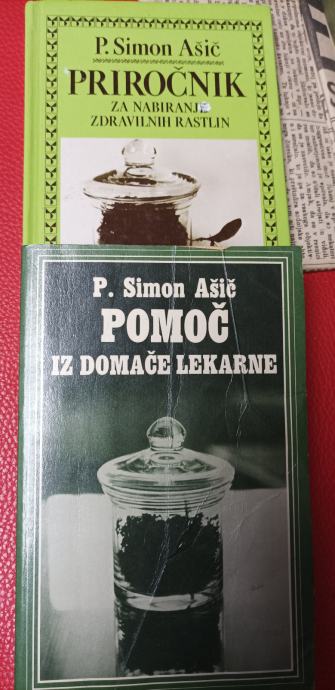 P. Simon Ašič
PRIROČNIK
ZA NABIRANJE
ZDRAVILNIH RASTLIN
P. Simon Ašič
POMOČ
IZ DOMAČE LEKARNE